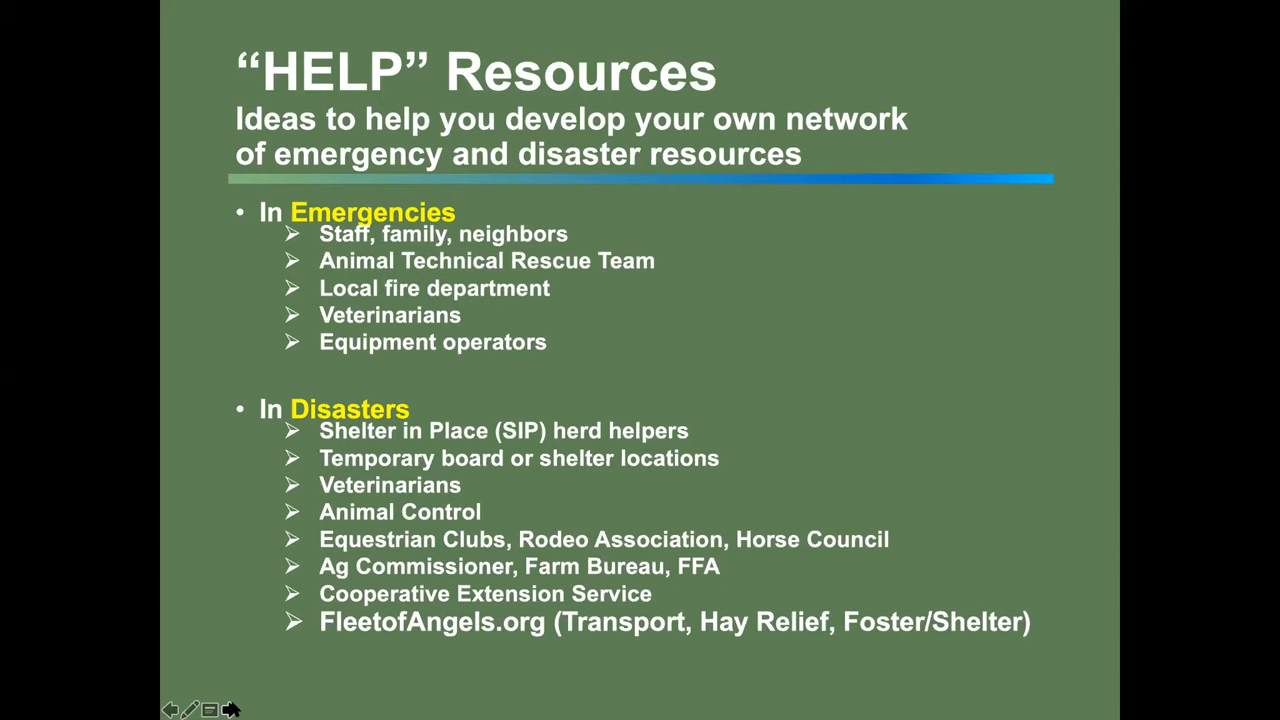 “HELP” Resources
Ideas to help you develop your own network
of emergency and disaster resources
• In Emergencies
➢ Staff, family, neighbors
➢ Animal Technical Rescue Team
➢ Local fire department
➢ Veterinarians
➢ Equipment operators
• In Disasters
➢ Shelter in Place (SIP) herd helpers
➢ Temporary board or shelter locations
➢ Veterinarians
➢ Animal Control
➢ Equestrian Clubs, Rodeo Association, Horse Council
➢ Ag Commissioner, Farm Bureau, FFA
➢ Cooperative Extension Service
➢ FleetofAngels.org (Transport, Hay Relief, Foster/Shelter)